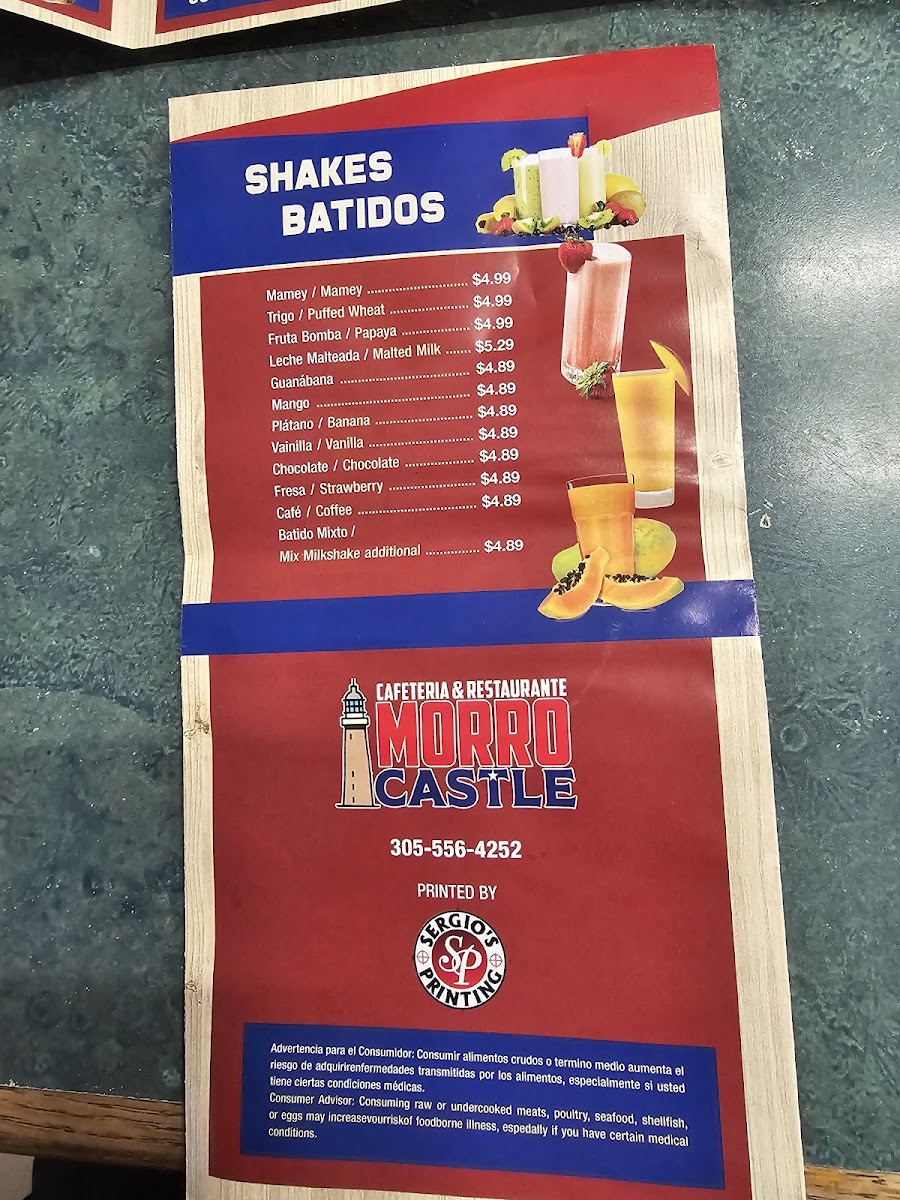 SHAKES
BATIDOS
Mamey / Mamey ........................... $4.99
Trigo / Puffed Wheat ..................... $4.99
Fruta Bomba / Papaya .................. $4.99
Leche Malteada / Malted Milk ....... $5.29
Guanábana .................................. $4.89
Mango ......................................... $4.89
Plátano / Banana .......................... $4.89
Vainilla / Vanilla ............................ $4.89
Chocolate / Chocolate ................... $4.89
Fresa / Strawberry ........................ $4.89
Café / Coffee ................................ $4.89
Batido Mixto /
Mix Milkshake additional ............... $4.89
CAFETERIA & RESTAURANTE
MORRO
CASTLE
305-556-4252
PRINTED BY
SERGIO'S
SP
PRINTING
Advertencia para el Consumidor: Consumir alimentos crudos o termino medio aumenta el
riesgo de adquirirenfermedades transmitidas por los alimentos, especialmente si usted
tiene ciertas condiciones médicas.
Consumer Advisor: Consuming raw or undercooked meats, poultry, seafood, shellfish,
or eggs may increasevourriskof foodborne illness, espedally if you have certain medical
conditions.